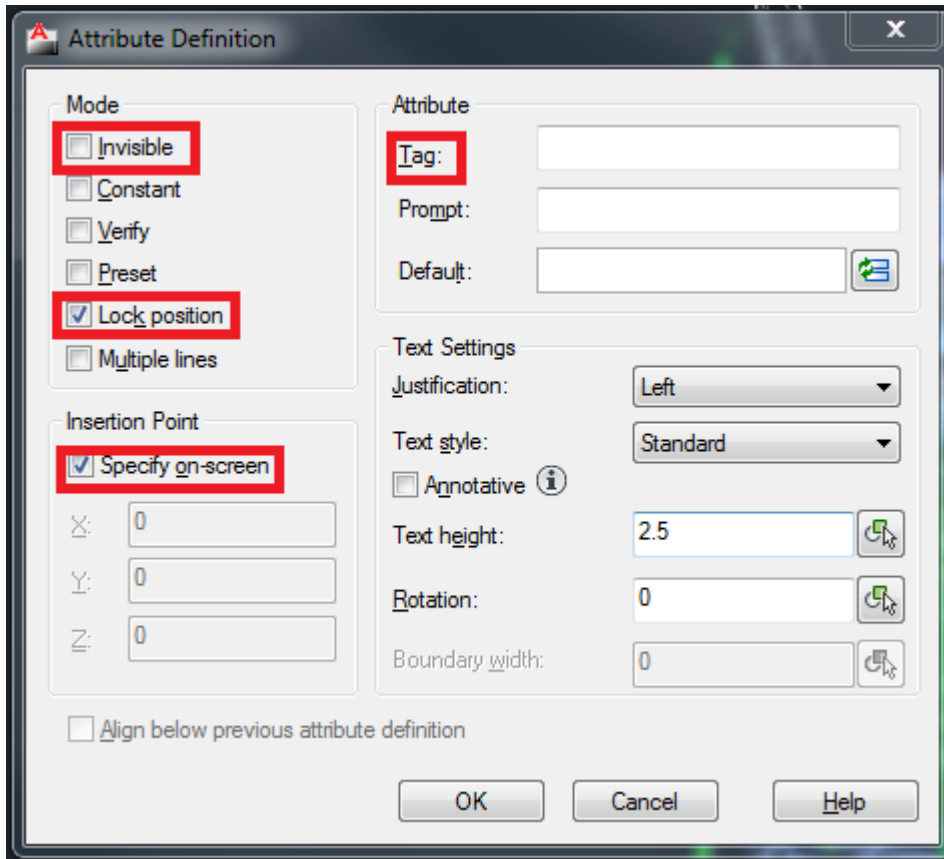 Attribute Definition
Mode
Invisible
Constant
Verify
Preset
Lock position
Multiple lines
Insertion Point
Specify on-screen
X: 0
Y: 0
Z: 0
Attribute
Tag:
Prompt:
Default:
Text Settings
Justification: Left
Text style: Standard
Annotative
Text height: 2.5
Rotation: 0
Boundary width: 0
Align below previous attribute definition
OK Cancel Help